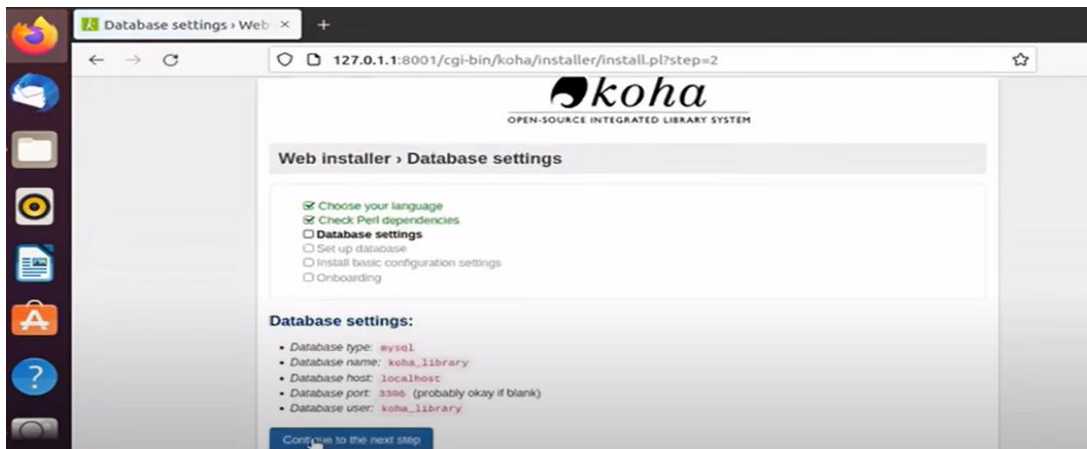 Database settings › Web
127.0.1.1:8001/cgi-bin/koha/installer/install.pl?step=2
koha
OPEN-SOURCE INTEGRATED LIBRARY SYSTEM
Web installer › Database settings
Choose your language
Check Perl dependencies
Database settings
Set up database
Install basic configuration settings
Onboarding
Database settings:
• Database type: mysql
• Database name: koha_library
• Database host: localhost
• Database port: 3306 (probably okay if blank)
• Database user: koha_library
Continue to the next step